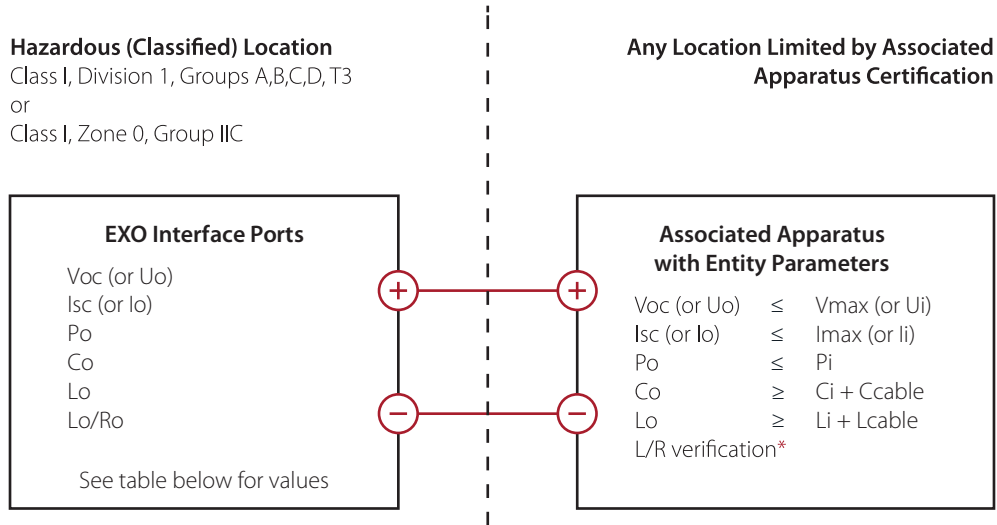 Hazardous (Classified) Location
Class I, Division 1, Groups A,B,C,D, T3
or
Class I, Zone 0, Group IIC
Any Location Limited by Associated
Apparatus Certification
EXO Interface Ports
Voc (or Uo)
Isc (or Io)
Po
Co
Lo
Lo/Ro
See table below for values
+
−
+
−
Associated Apparatus
with Entity Parameters
Voc (or Uo) ≤ Vmax (or Ui)
Isc (or Io) ≤ Imax (or Ii)
Po ≤ Pi
Co ≥ Ci + Ccable
Lo ≥ Li + Lcable
L/R verification*